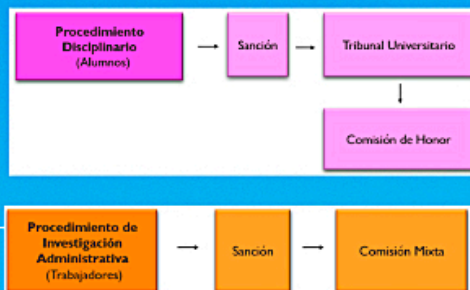 Procedimiento
Disciplinario
(Alumnos)
Sanción
Tribunal Universitario
Comisión de Honor
Procedimiento de
Investigación
Administrativa
(Trabajadores)
Sanción
Comisión Mixta